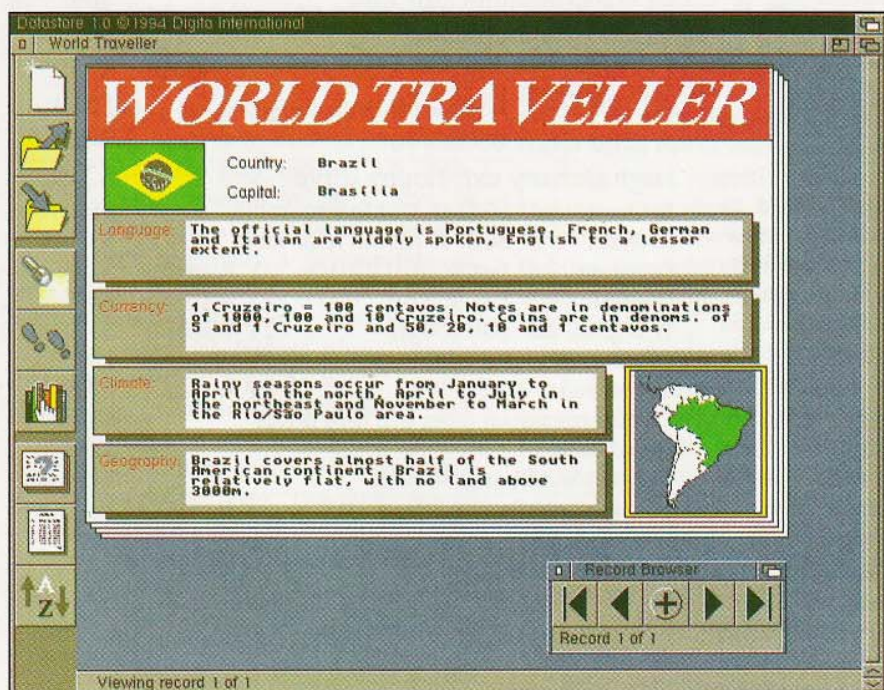 Datastore 1.0 © 1994 Digita International
World Traveller
WORLD TRAVELLER
Country: Brazil
Capital: Brasília
Language: The official language is Portuguese. French, German
and Italian are widely spoken, English to a lesser
extent.
Currency: 1 Cruzeiro = 100 centavos. Notes are in denominations
of 1000, 100 and 10 Cruzeiro. Coins are in denoms. of
5 and 1 Cruzeiro and 50, 20, 10 and 1 centavos.
Climate: Rainy seasons occur from January to
April in the north, April to July in
the northeast and November to March in
the Rio/São Paulo area.
Geography: Brazil covers almost half of the South
American continent. Brazil is
relatively flat, with no land above
3000m.
A
Z
Record Browser
Record 1 of 1
Viewing record 1 of 1